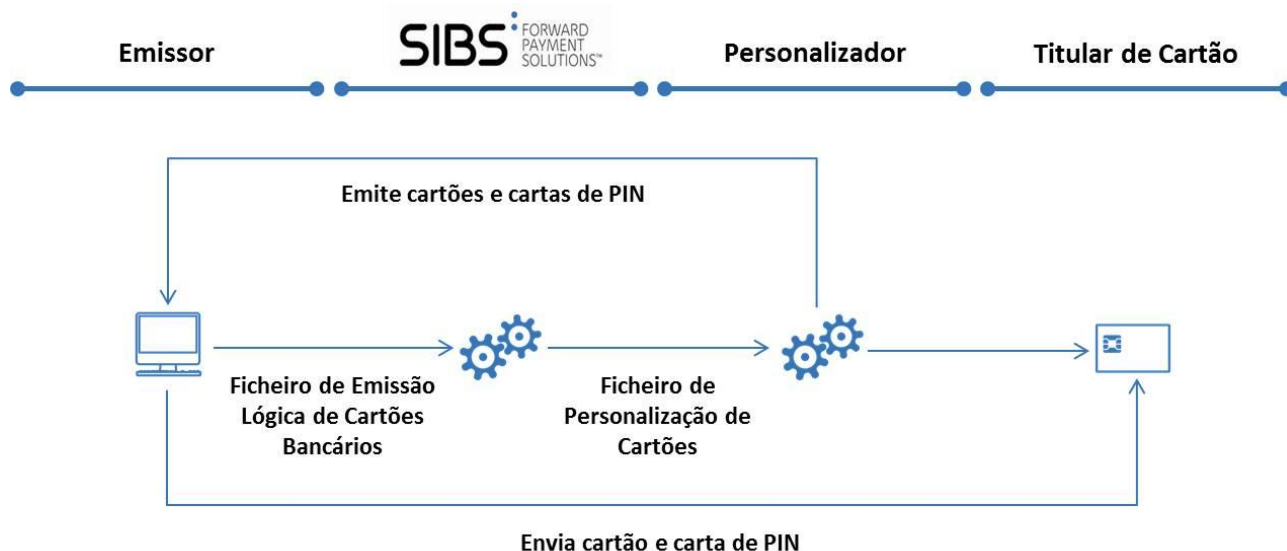 Emissor
SIBS FORWARD
PAYMENT
SOLUTIONS™
Personalizador
Titular de Cartão
Emite cartões e cartas de PIN
Ficheiro de Emissão
Lógica de Cartões
Bancários
Ficheiro de
Personalização de
Cartões
Envia cartão e carta de PIN